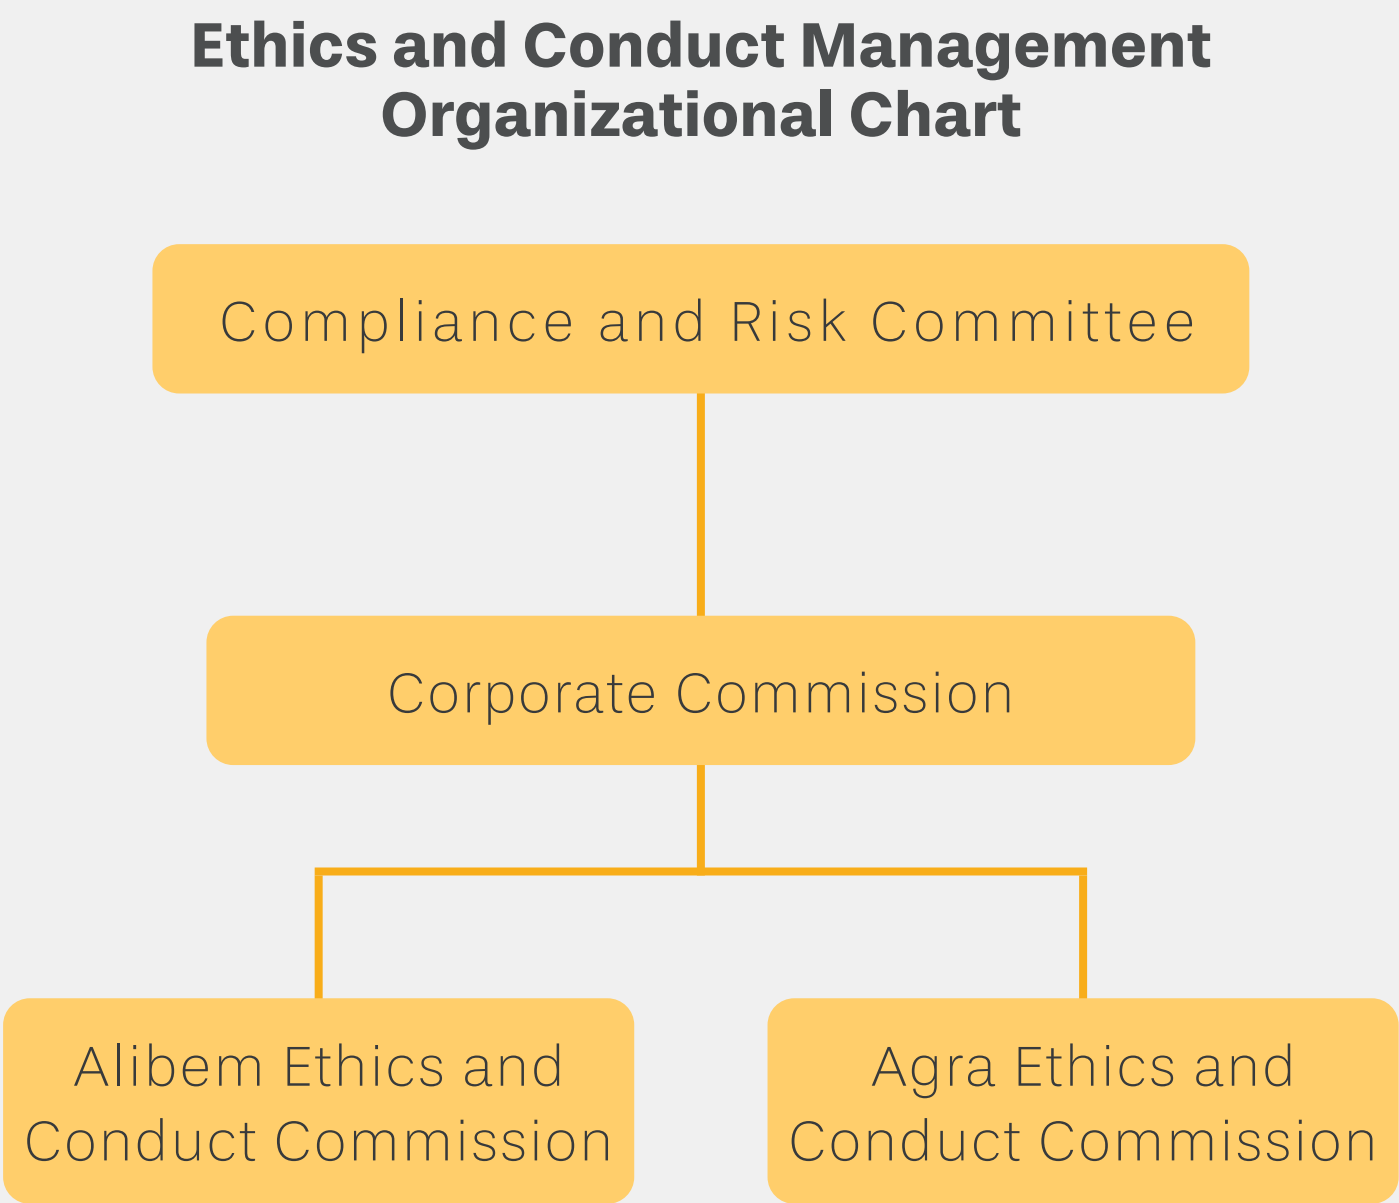 Ethics and Conduct Management
Organizational Chart
Compliance and Risk Committee
Corporate Commission
Alibem Ethics and
Conduct Commission
Agra Ethics and
Conduct Commission